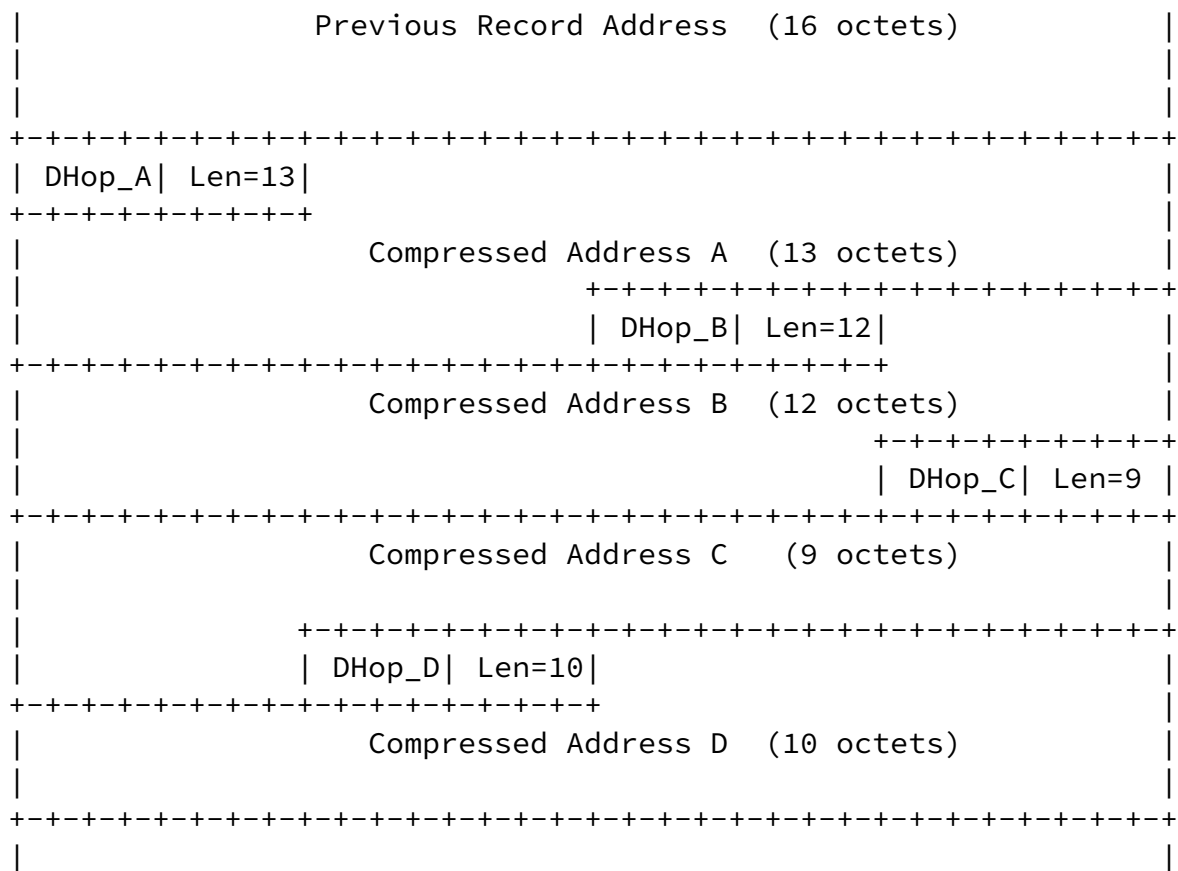 |                Previous Record Address  (16 octets)           |
|                                                               |
|                                                               |
+-+-+-+-+-+-+-+-+-+-+-+-+-+-+-+-+-+-+-+-+-+-+-+-+-+-+-+-+-+-+-+-+
| DHop_A| Len=13|                                               |
+-+-+-+-+-+-+-+-+                                               |
|                   Compressed Address A  (13 octets)           |
|                               +-+-+-+-+-+-+-+-+-+-+-+-+-+-+-+-+
|                               | DHop_B| Len=12|               |
+-+-+-+-+-+-+-+-+-+-+-+-+-+-+-+-+-+-+-+-+-+-+-+-+               |
|                   Compressed Address B  (12 octets)           |
|                                               +-+-+-+-+-+-+-+-+
|                                               | DHop_C| Len=9 |
+-+-+-+-+-+-+-+-+-+-+-+-+-+-+-+-+-+-+-+-+-+-+-+-+-+-+-+-+-+-+-+-+
|                   Compressed Address C   (9 octets)           |
|                                                               |
|               +-+-+-+-+-+-+-+-+-+-+-+-+-+-+-+-+-+-+-+-+-+-+-+-+
|               | DHop_D| Len=10|                               |
+-+-+-+-+-+-+-+-+-+-+-+-+-+-+-+-+                               |
|                   Compressed Address D  (10 octets)           |
|                                                               |
+-+-+-+-+-+-+-+-+-+-+-+-+-+-+-+-+-+-+-+-+-+-+-+-+-+-+-+-+-+-+-+-+
|                                                               |